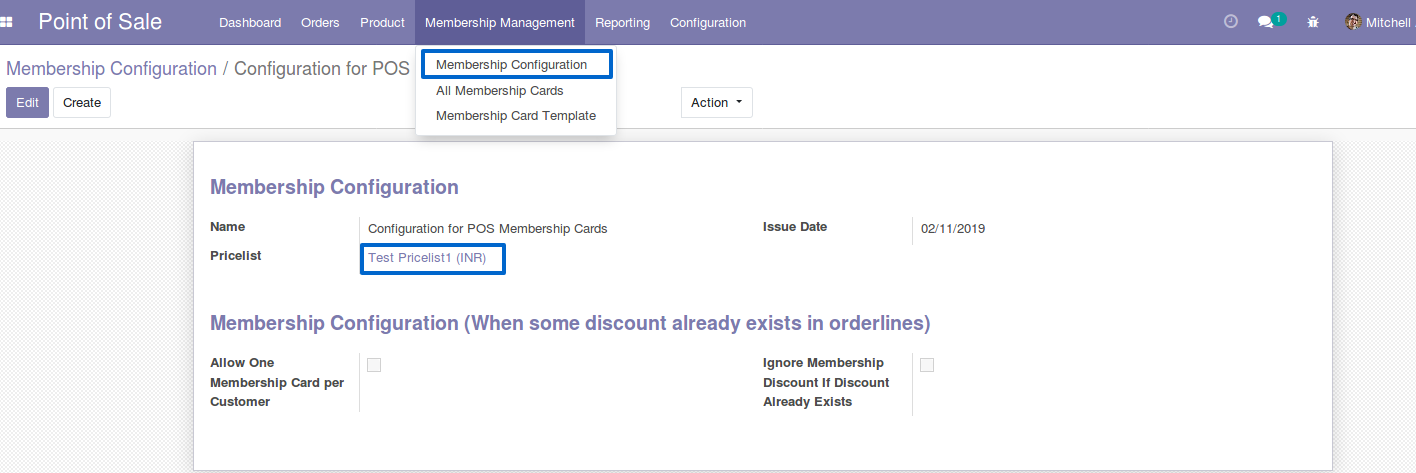 Point of Sale
Dashboard Orders Product Membership Management Reporting Configuration
1
Mitchell
Membership Configuration / Configuration for POS
Membership Configuration
All Membership Cards
Membership Card Template
Edit Create
Action
Membership Configuration
Name Configuration for POS Membership Cards Issue Date 02/11/2019
Pricelist Test Pricelist1 (INR)
Membership Configuration (When some discount already exists in orderlines)
Allow One
Membership Card per
Customer
Ignore Membership
Discount If Discount
Already Exists